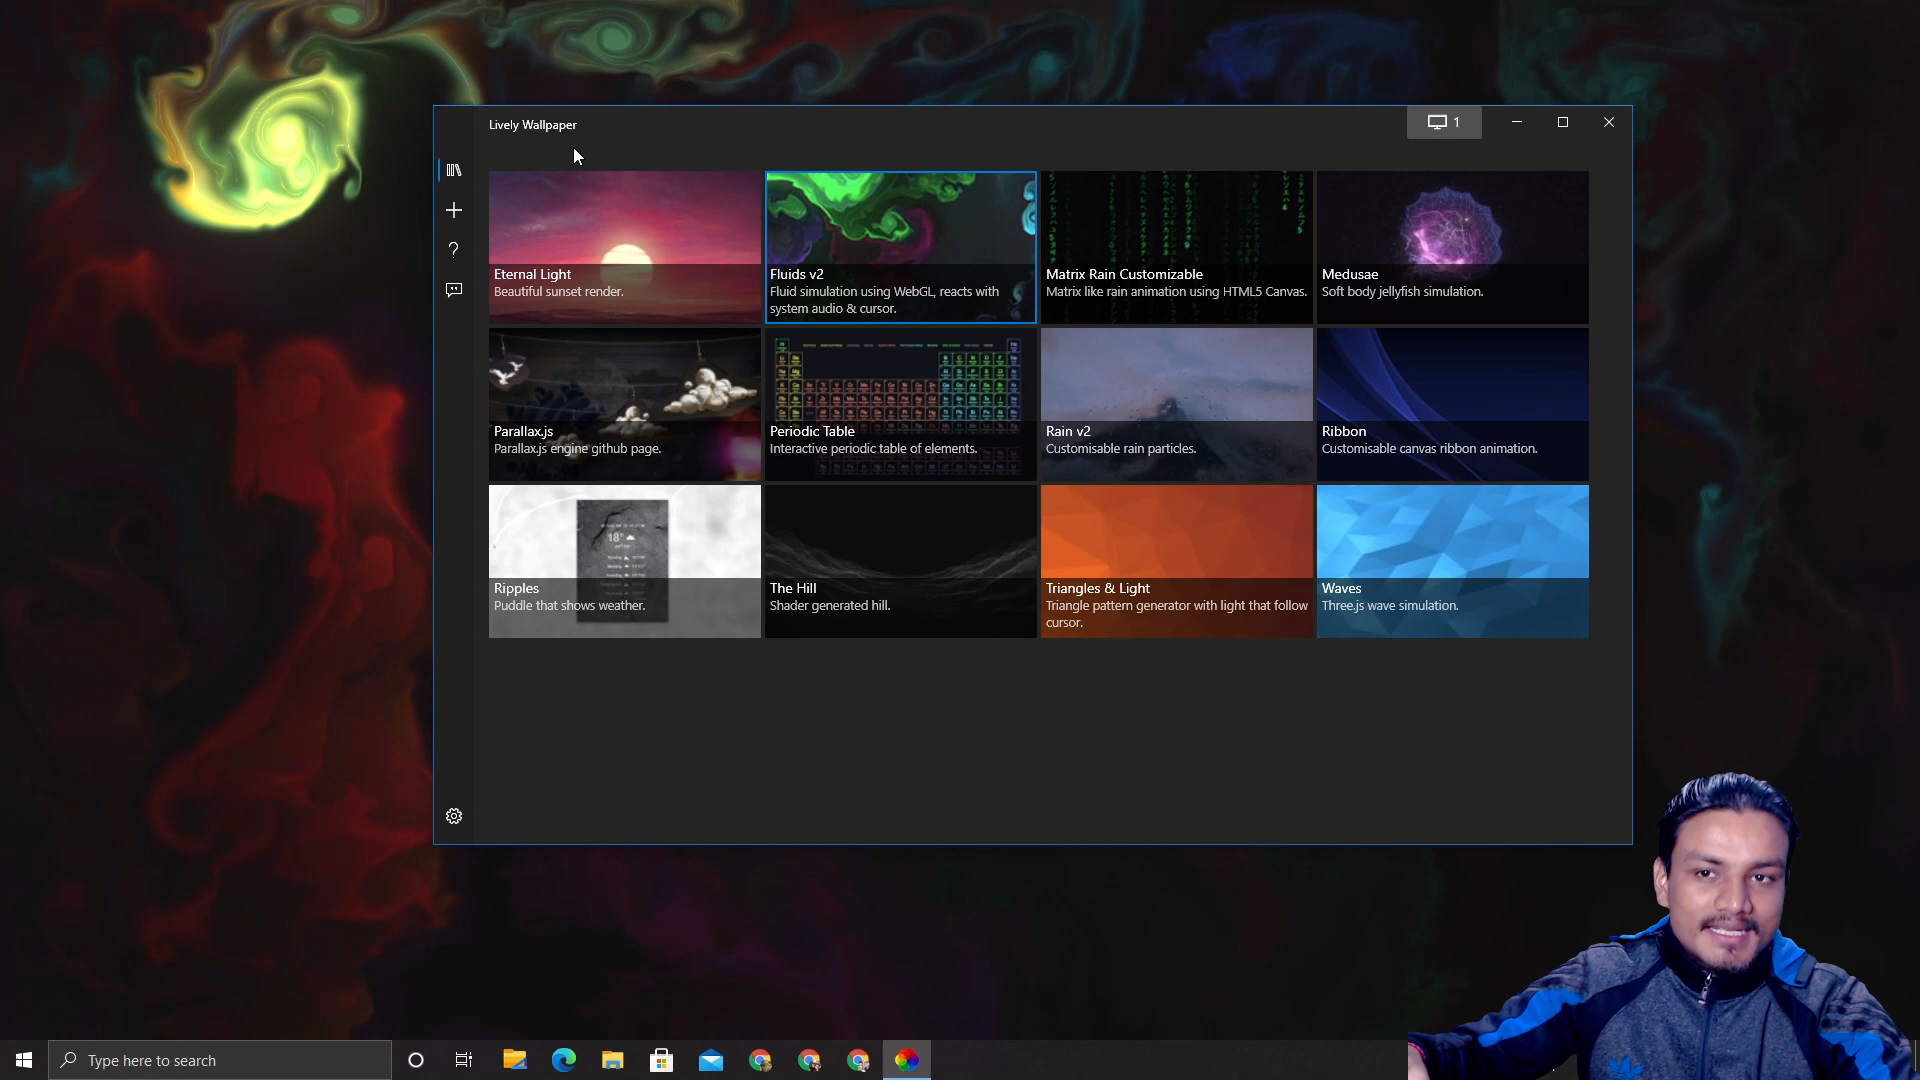 Lively Wallpaper
1
Eternal Light
Beautiful sunset render.
Fluids v2
Fluid simulation using WebGL, reacts with
system audio & cursor.
Matrix Rain Customizable
Matrix like rain animation using HTML5 Canvas.
Medusae
Soft body jellyfish simulation.
Parallax.js
Parallax.js engine github page.
Periodic Table
Interactive periodic table of elements.
Rain v2
Customisable rain particles.
Ribbon
Customisable canvas ribbon animation.
18°
Ripples
Puddle that shows weather.
The Hill
Shader generated hill.
Triangles & Light
Triangle pattern generator with light that follow
cursor.
Waves
Three.js wave simulation.
Type here to search